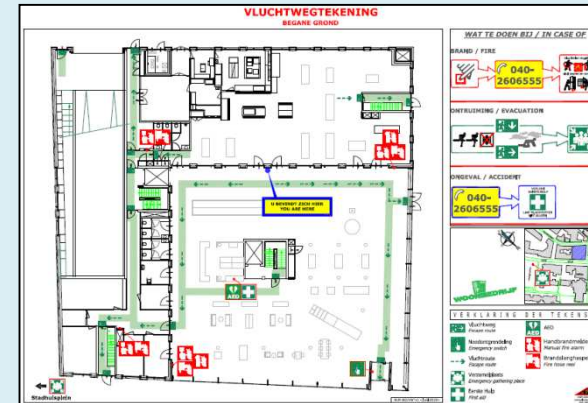 VLUCHTWEGTEKENING
BEGANE GROND
WAT TE DOEN BIJ / IN CASE OF
BRAND / FIRE
040-
2606555
ONTRUIMING / EVACUATION
ONGEVAL / ACCIDENT
040-
2606555
U BEVINDT ZICH HIER
YOU ARE HERE
AED
WOONBEDRIJF
VERKLARING DER TEKENS
Vluchtweg
Escape route
Noodontgrendeling
Emergency switch
Vluchtroute
Escape route
Verzamelplaats
Emergency gathering place
Eerste Hulp
First aid
AED
Handbrandmelder
Manual fire alarm
Brandslanghaspel
Fire hose reel
Stadhuisplein